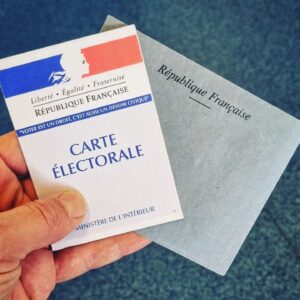 Liberté • Égalité • Fraternité
RÉPUBLIQUE FRANÇAISE
"VOTER EST UN DROIT, C'EST AUSSI UN DEVOIR CIVIQUE"
CARTE
ÉLECTORALE
MINISTÈRE DE L'INTÉRIEUR
République Française